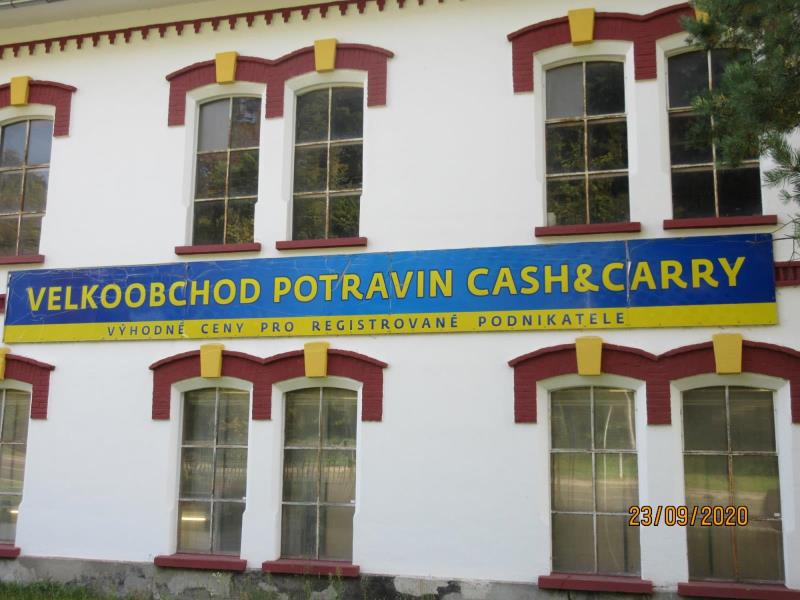 VELKOOBCHOD POTRAVIN CASH&CARRY
VÝHODNÉ CENY PRO REGISTROVANÉ PODNIKATELE
23/09/2020